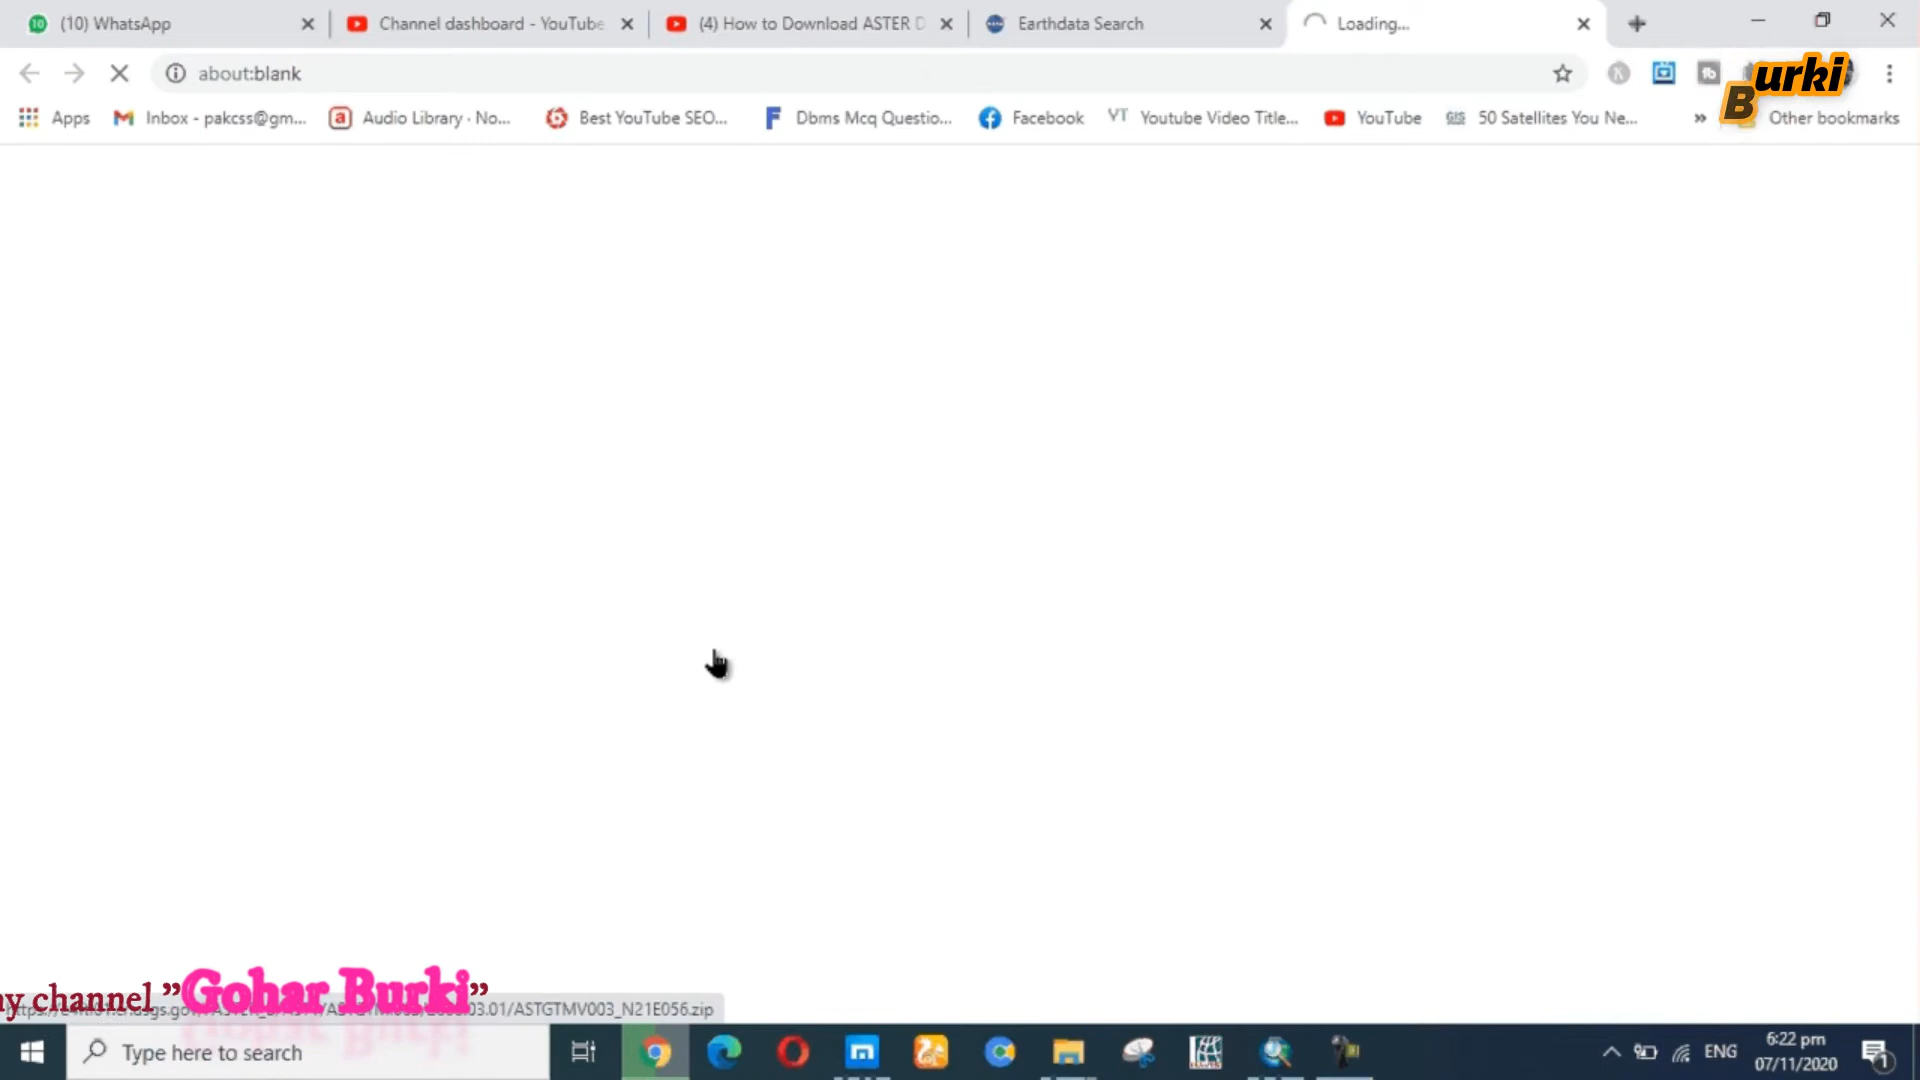 (10) WhatsApp
Channel dashboard - YouTube
(4) How to Download ASTER D
Earthdata Search
Loading...
about:blank
Burki
Apps
Inbox - pakcss@gm...
Audio Library · No...
Best YouTube SEO...
Dbms Mcq Questio...
Facebook
Youtube Video Title...
YouTube
50 Satellites You Ne...
Other bookmarks
channel "Gohar Burki"
03.01/ASTGTMV003_N21E056.zip
Type here to search
ENG
6:22 pm
07/11/2020